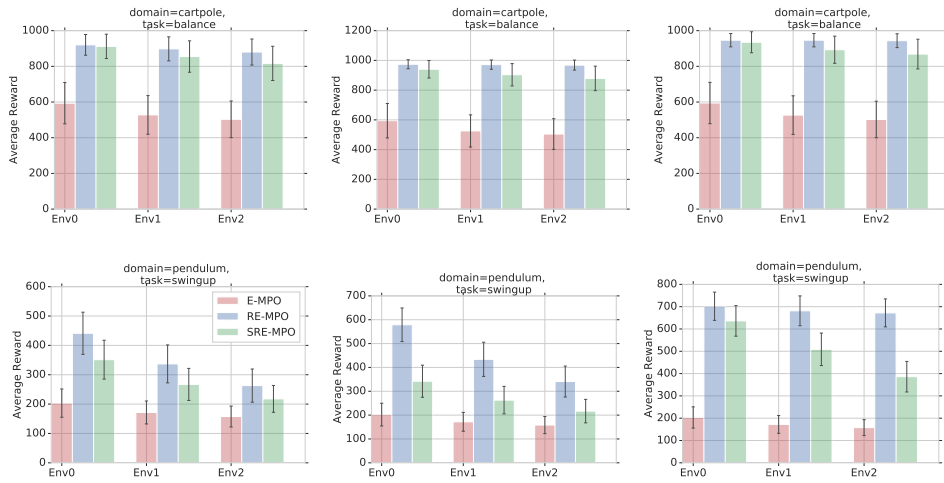 domain=cartpole,
task=balance
1000
800
600
400
200
0
Average Reward
Env0 Env1 Env2
domain=cartpole,
task=balance
1200
1000
800
600
400
200
0
Average Reward
Env0 Env1 Env2
domain=cartpole,
task=balance
1000
800
600
400
200
0
Average Reward
Env0 Env1 Env2
domain=pendulum,
task=swingup
600
500
400
300
200
100
0
Average Reward
E-MPO
RE-MPO
SRE-MPO
Env0 Env1 Env2
domain=pendulum,
task=swingup
700
600
500
400
300
200
100
0
Average Reward
Env0 Env1 Env2
domain=pendulum,
task=swingup
800
700
600
500
400
300
200
100
0
Average Reward
Env0 Env1 Env2